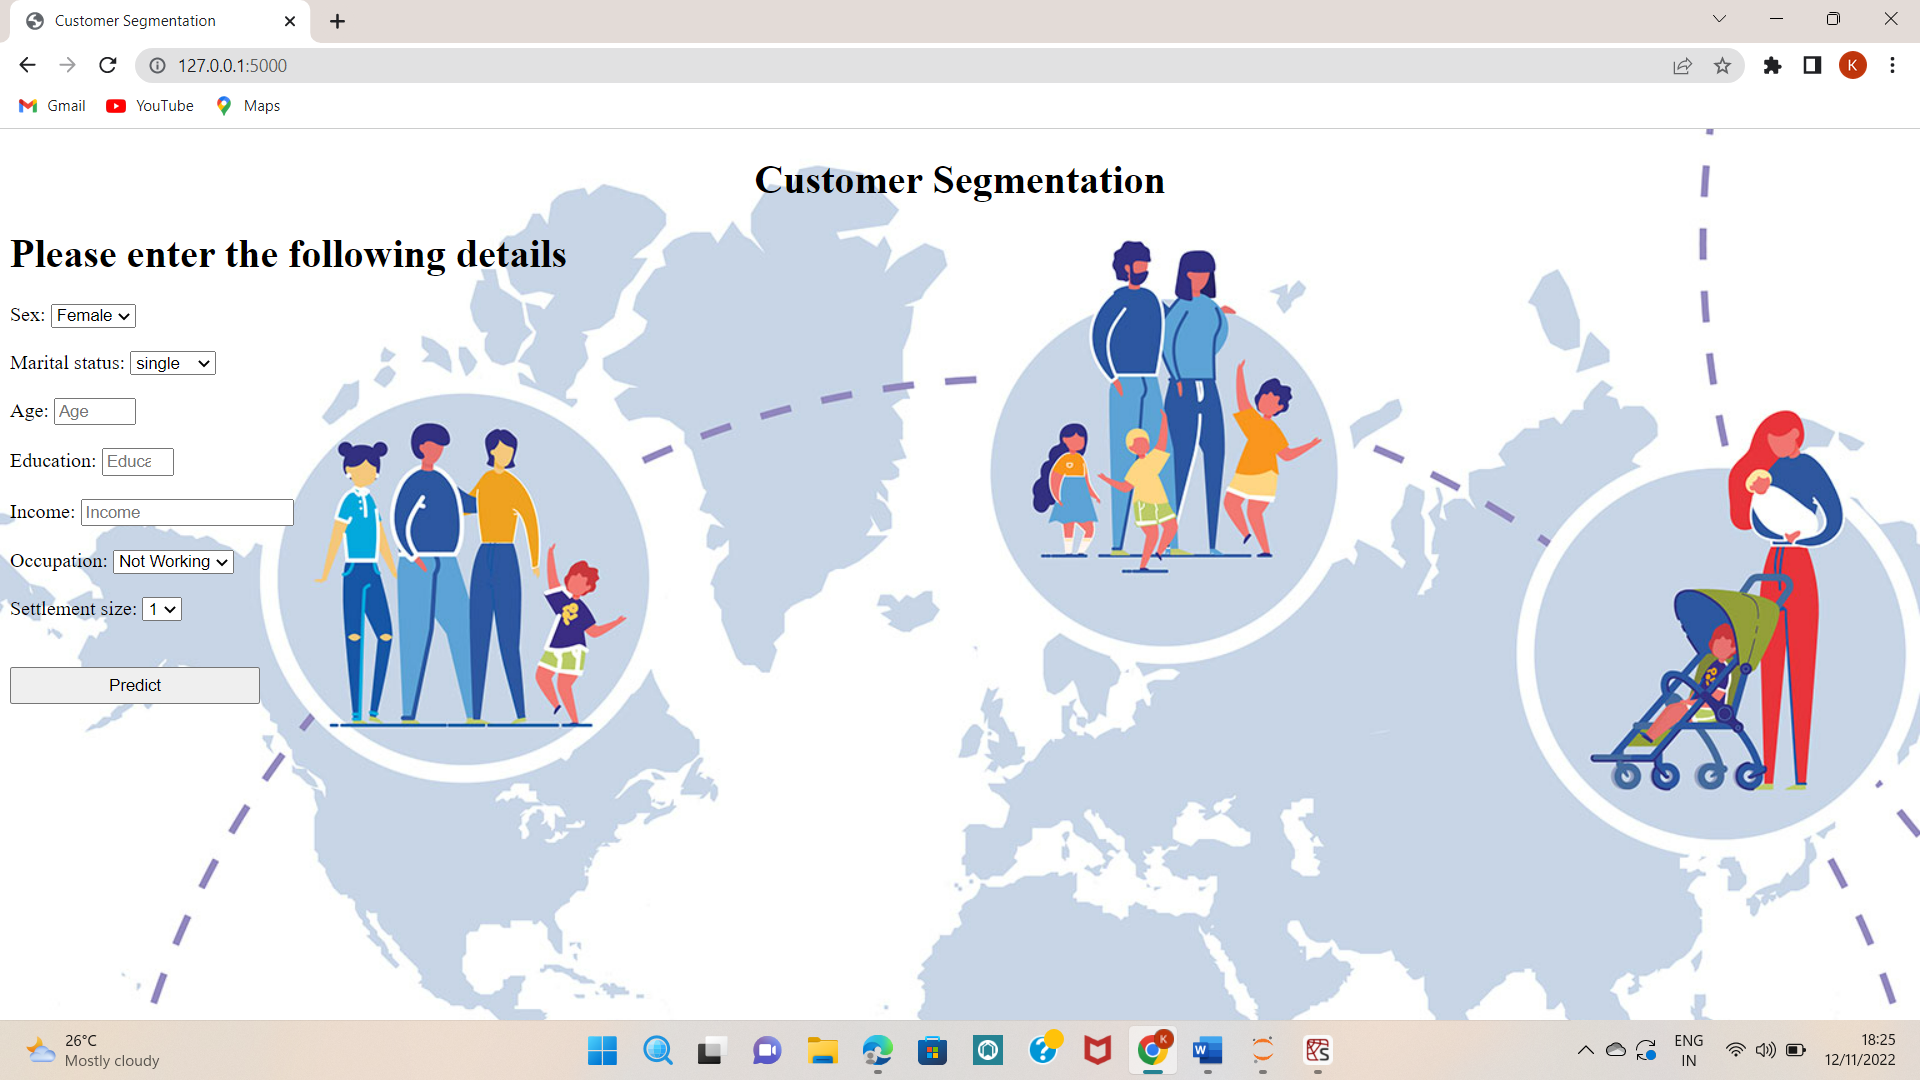 Customer Segmentation
127.0.0.1:5000
K
Gmail YouTube Maps
Customer Segmentation
Please enter the following details
Sex: Female
Marital status: single
Age: Age
Education: Educa
Income: Income
Occupation: Not Working
Settlement size: 1
Predict
26°C
Mostly cloudy
K
W
ENG
IN
18:25
12/11/2022